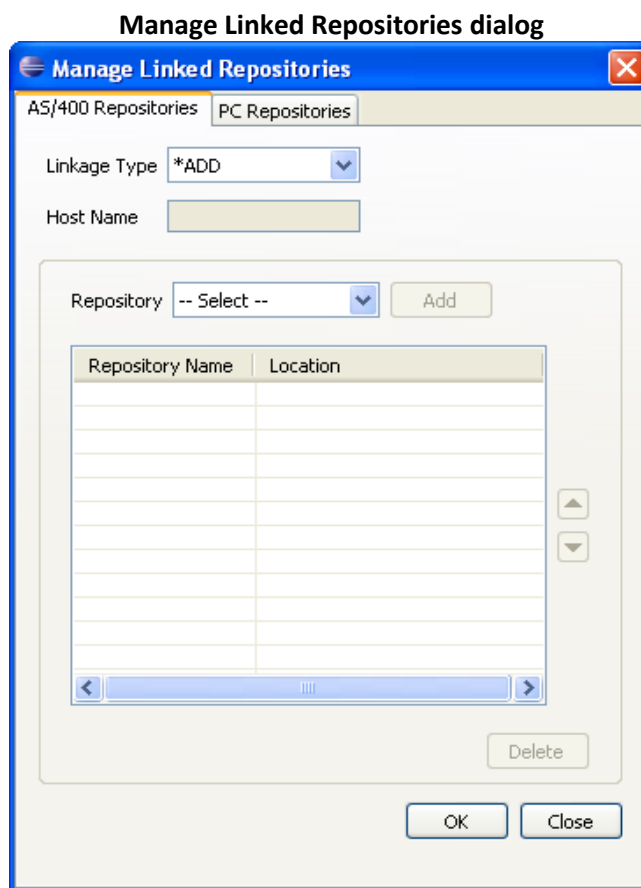 Manage Linked Repositories dialog
Manage Linked Repositories
AS/400 Repositories PC Repositories
Linkage Type *ADD
Host Name
Repository -- Select -- Add
Repository Name Location
Delete
OK Close